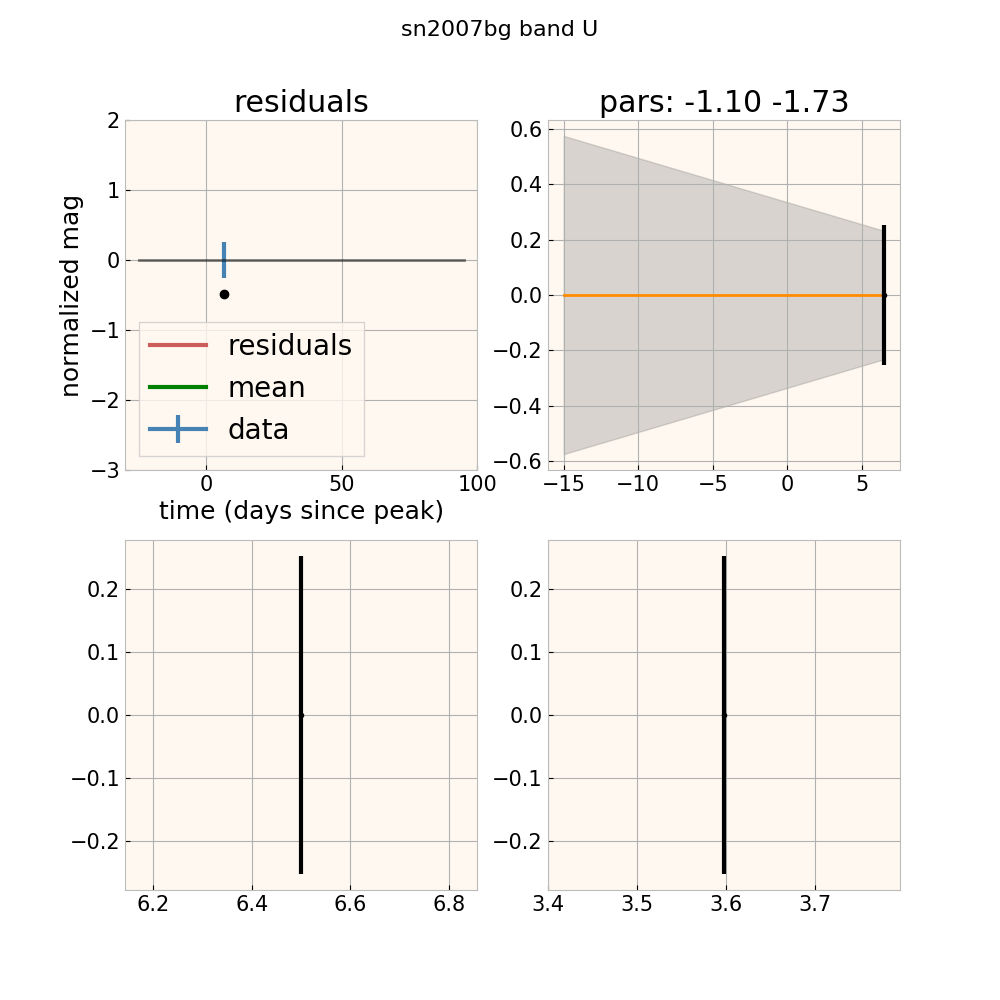 sn2007bg band U
residuals
pars: -1.10 -1.73
normalized mag
2
1
0
−1
−2
−3
residuals
mean
data
0 50 100
time (days since peak)
0.6
0.4
0.2
0.0
−0.2
−0.4
−0.6
−15 −10 −5 0 5
0.2
0.1
0.0
−0.1
−0.2
6.2 6.4 6.6 6.8
0.2
0.1
0.0
−0.1
−0.2
3.4 3.5 3.6 3.7